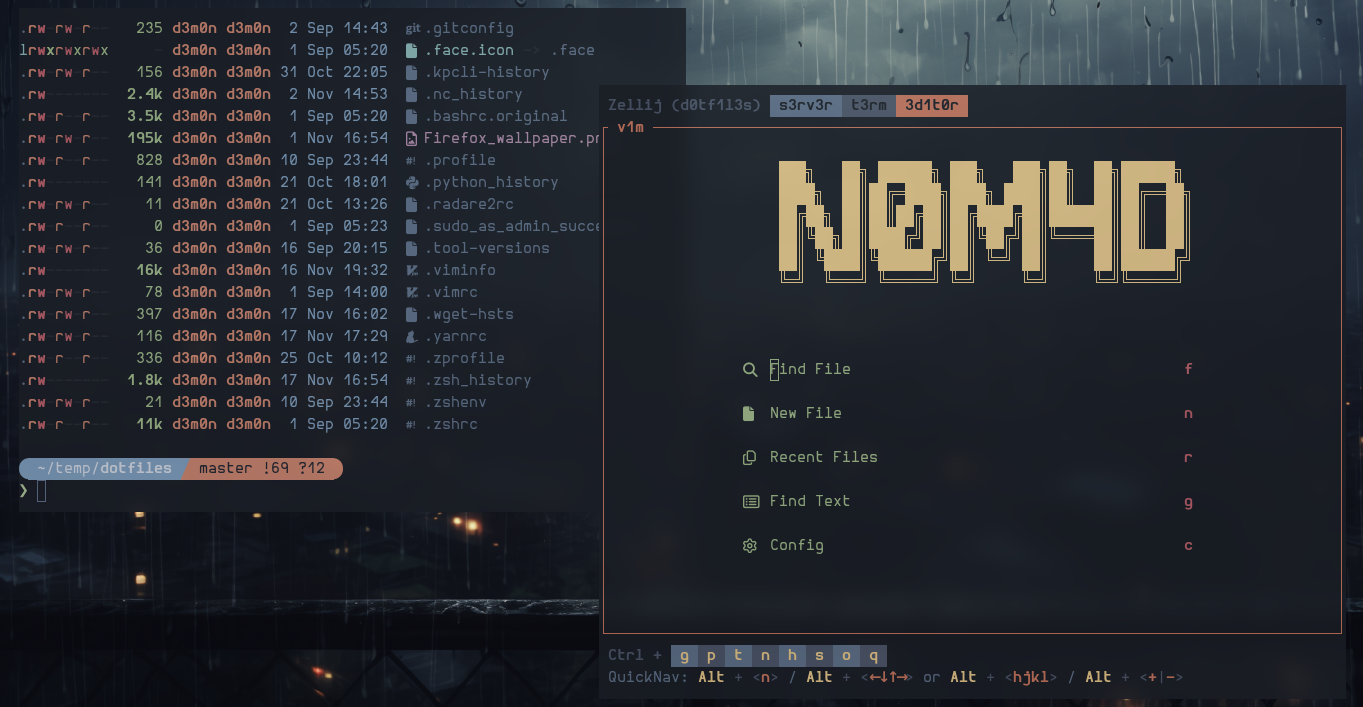 .rw-rw-r-- 235 d3m0n d3m0n 2 Sep 14:43 git .gitconfig
lrwxrwxrwx - d3m0n d3m0n 1 Sep 05:20 .face.icon -> .face
.rw-rw-r-- 156 d3m0n d3m0n 31 Oct 22:05 .kpcli-history
.rw------- 2.4k d3m0n d3m0n 2 Nov 14:53 .nc_history
.rw-r--r-- 3.5k d3m0n d3m0n 1 Sep 05:20 .bashrc.original
.rw-rw-r-- 195k d3m0n d3m0n 1 Nov 16:54 Firefox_wallpaper.pn
.rw-r--r-- 828 d3m0n d3m0n 10 Sep 23:44 #! .profile
.rw------- 141 d3m0n d3m0n 21 Oct 18:01 .python_history
.rw-rw-r-- 11 d3m0n d3m0n 21 Oct 13:26 .radare2rc
.rw-r--r-- 0 d3m0n d3m0n 1 Sep 05:23 .sudo_as_admin_succe
.rw-rw-r-- 36 d3m0n d3m0n 16 Sep 20:15 .tool-versions
.rw------- 16k d3m0n d3m0n 16 Nov 19:32 .viminfo
.rw-rw-r-- 78 d3m0n d3m0n 1 Sep 14:00 .vimrc
.rw-rw-r-- 397 d3m0n d3m0n 17 Nov 16:02 .wget-hsts
.rw-rw-r-- 116 d3m0n d3m0n 17 Nov 17:29 .yarnrc
.rw-r--r-- 336 d3m0n d3m0n 25 Oct 10:12 #! .zprofile
.rw------- 1.8k d3m0n d3m0n 17 Nov 16:54 #! .zsh_history
.rw-rw-r-- 21 d3m0n d3m0n 10 Sep 23:44 #! .zshenv
.rw-r--r-- 11k d3m0n d3m0n 1 Sep 05:20 #! .zshrc
~/temp/dotfiles master !69 ?12
❯
Zellij (d0tf1l3s) s3rv3r t3rm 3d1t0r
v1m
N0M4D
Find File f
New File n
Recent Files r
Find Text g
Config c
Ctrl + g p t n h s o q
QuickNav: Alt + <n> / Alt + <←↓↑→> or Alt + <hjkl> / Alt + <+|->